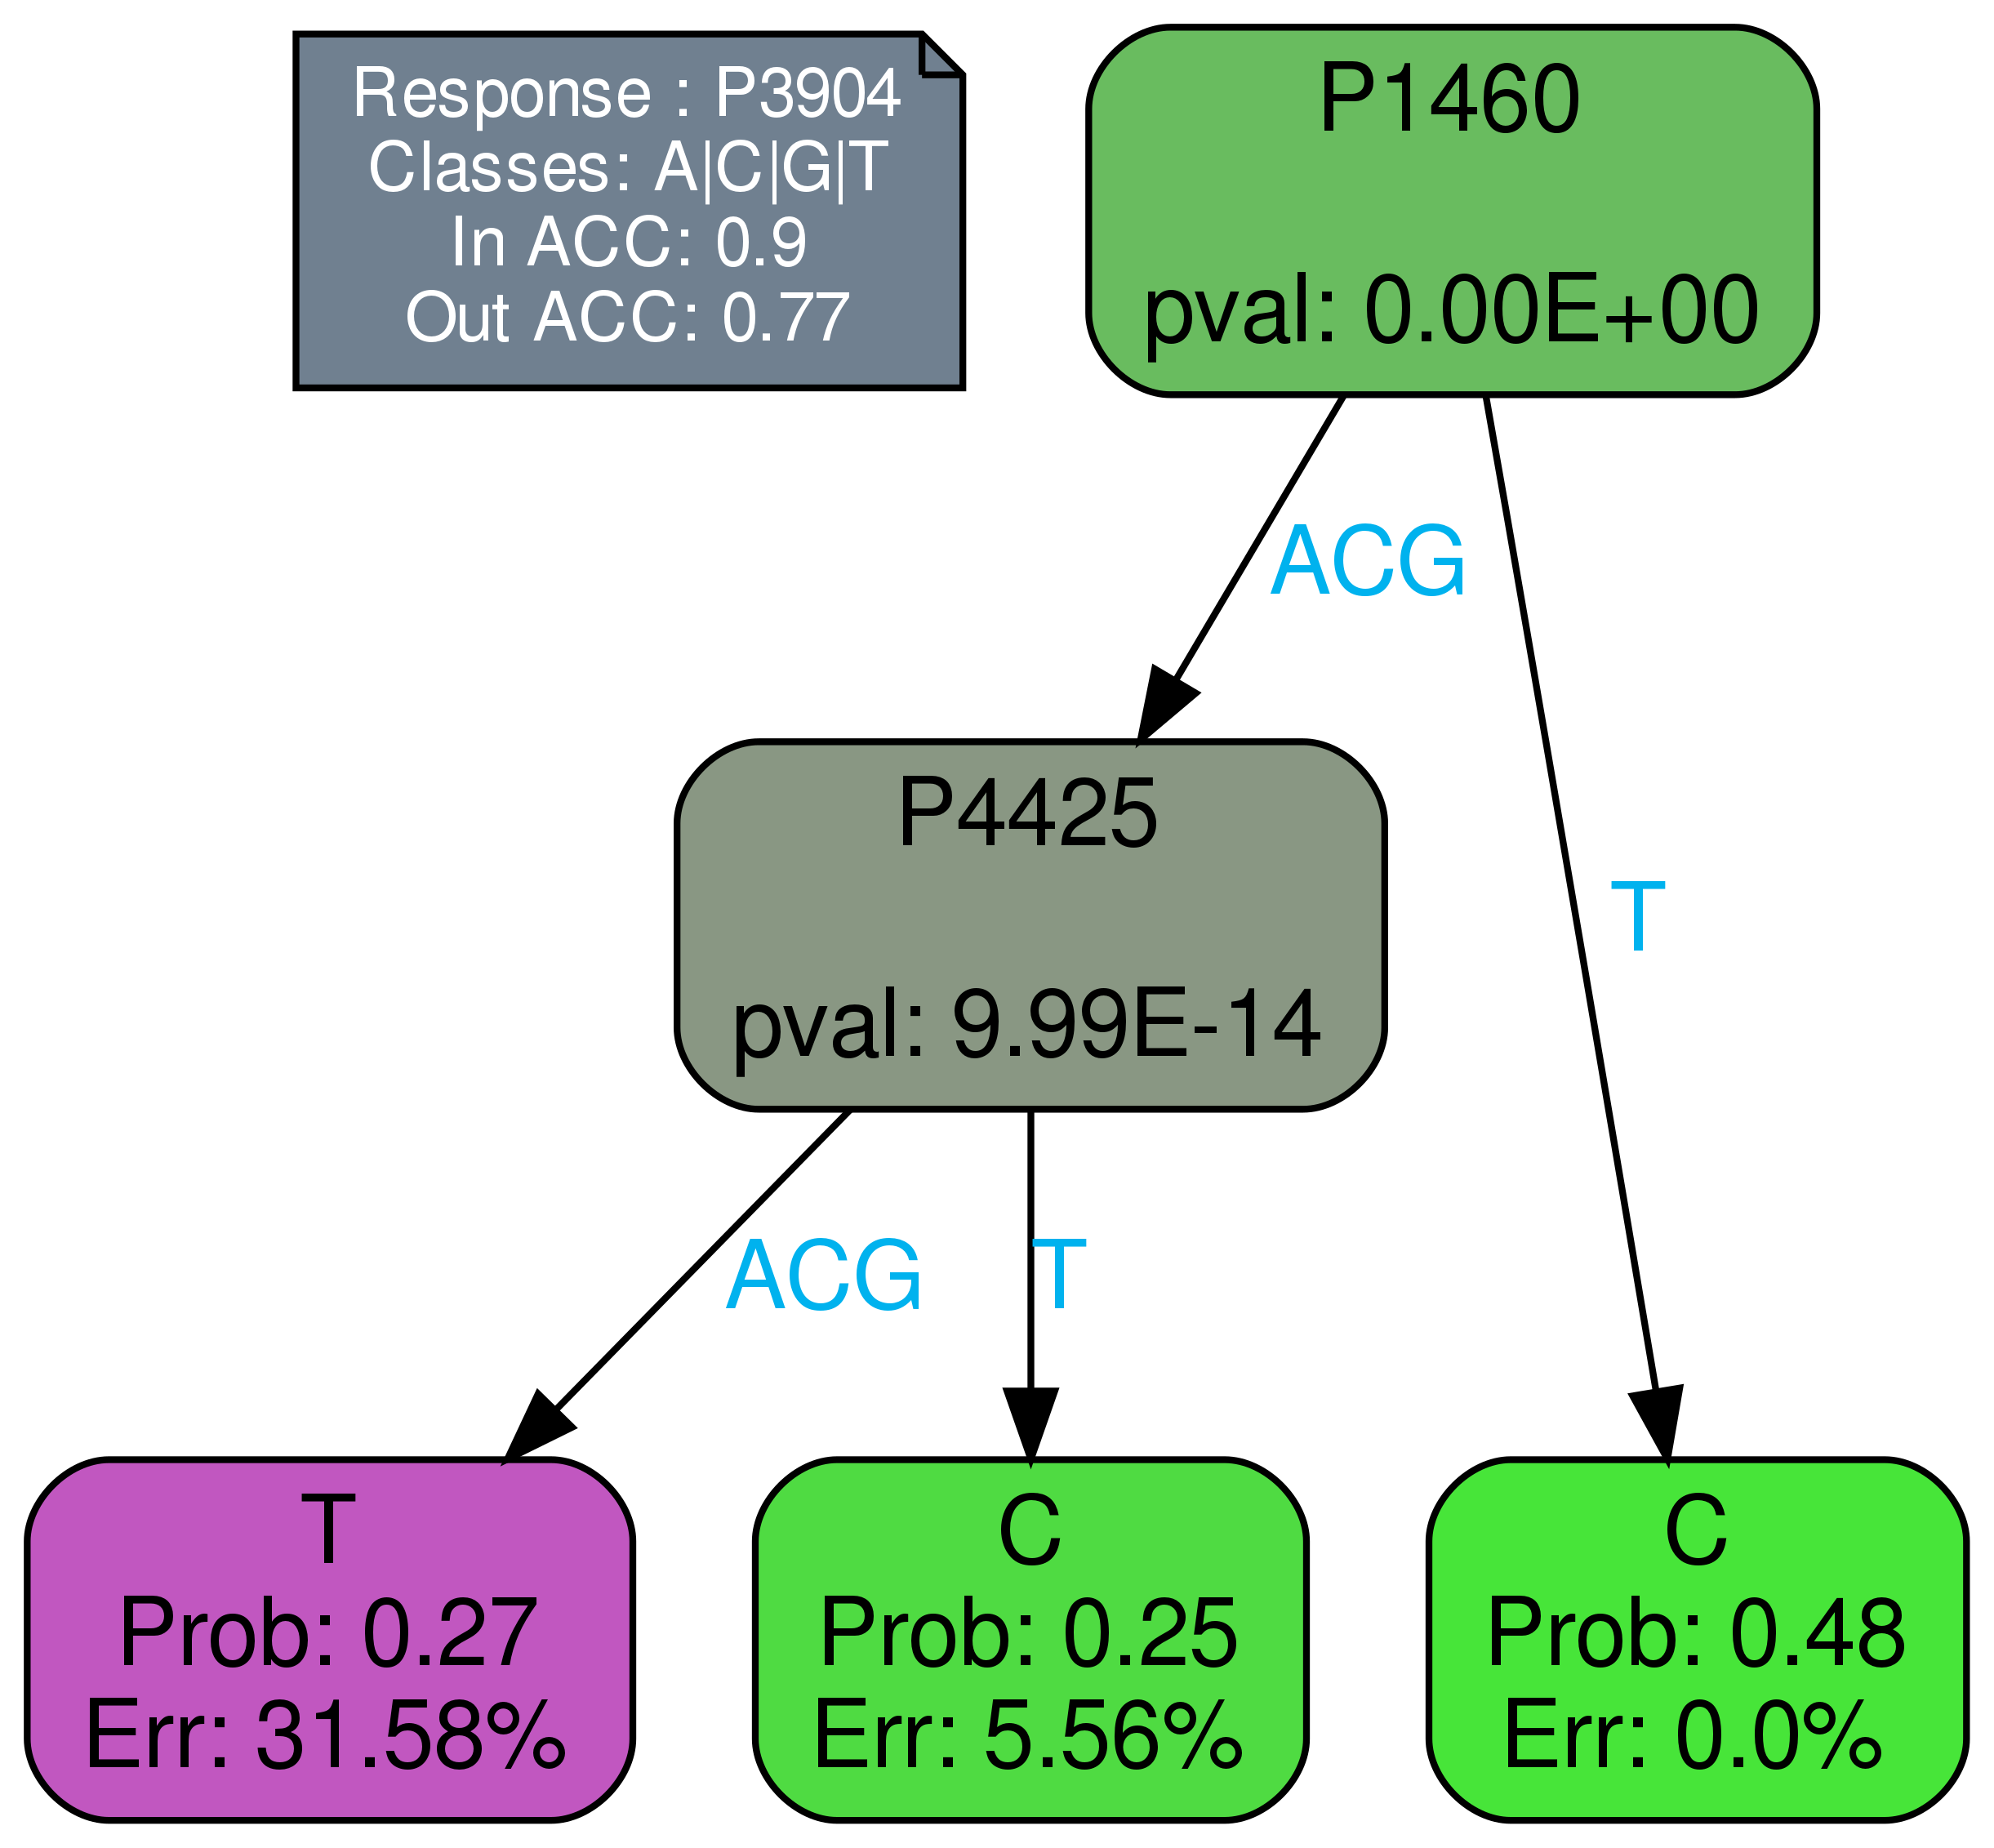 Response : P3904
Classes: A|C|G|T
In ACC: 0.9
Out ACC: 0.77
P1460
pval: 0.00E+00
ACG
T
P4425
pval: 9.99E-14
ACG
T
T
Prob: 0.27
Err: 31.58%
C
Prob: 0.25
Err: 5.56%
C
Prob: 0.48
Err: 0.0%